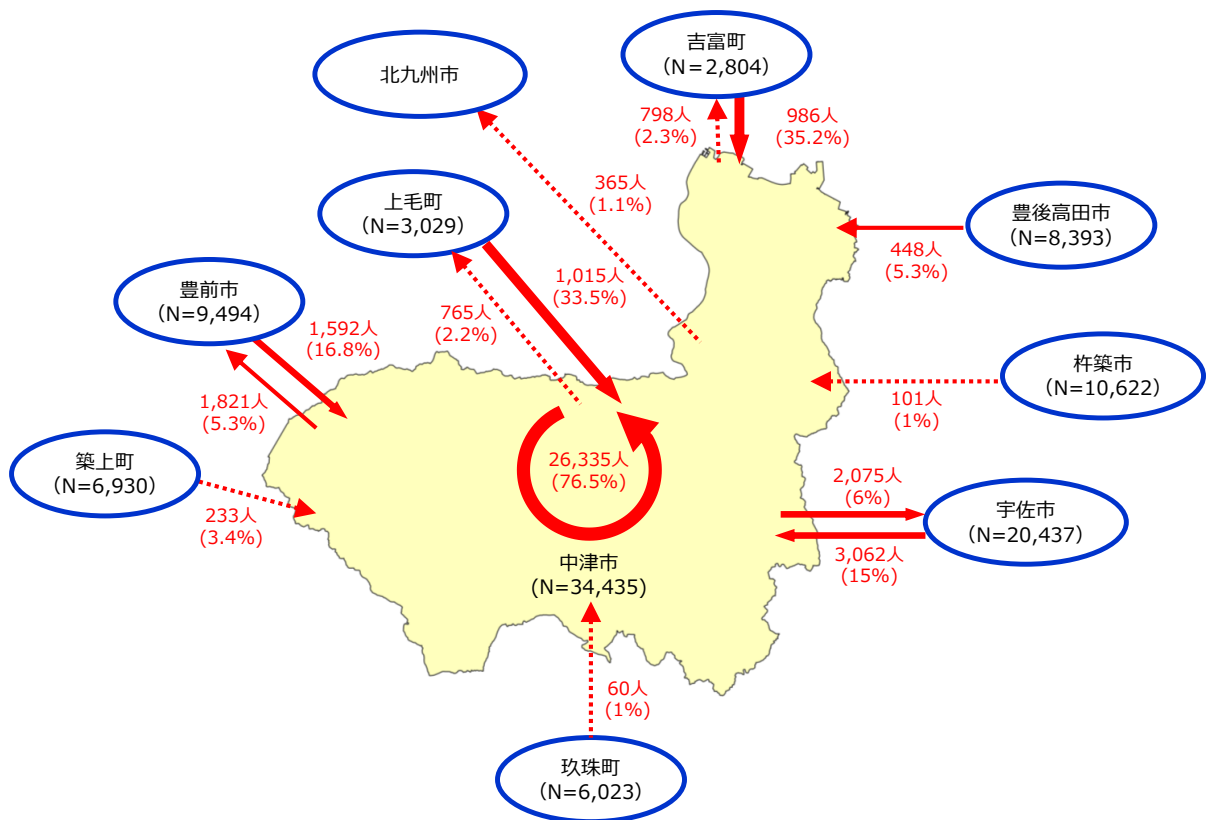 吉富町
（N=2,804)
北九州市
798人
(2.3%)
986人
(35.2%)
365人
(1.1%)
上毛町
（N=3,029)
豊後高田市
（N=8,393)
448人
(5.3%)
1,015人
(33.5%)
豊前市
（N=9,494)
765人
(2.2%)
1,592人
(16.8%)
杵築市
（N=10,622)
101人
(1%)
1,821人
(5.3%)
築上町
（N=6,930)
26,335人
(76.5%)
2,075人
(6%)
宇佐市
（N=20,437)
233人
(3.4%)
3,062人
(15%)
中津市
(N=34,435)
60人
(1%)
玖珠町
（N=6,023)